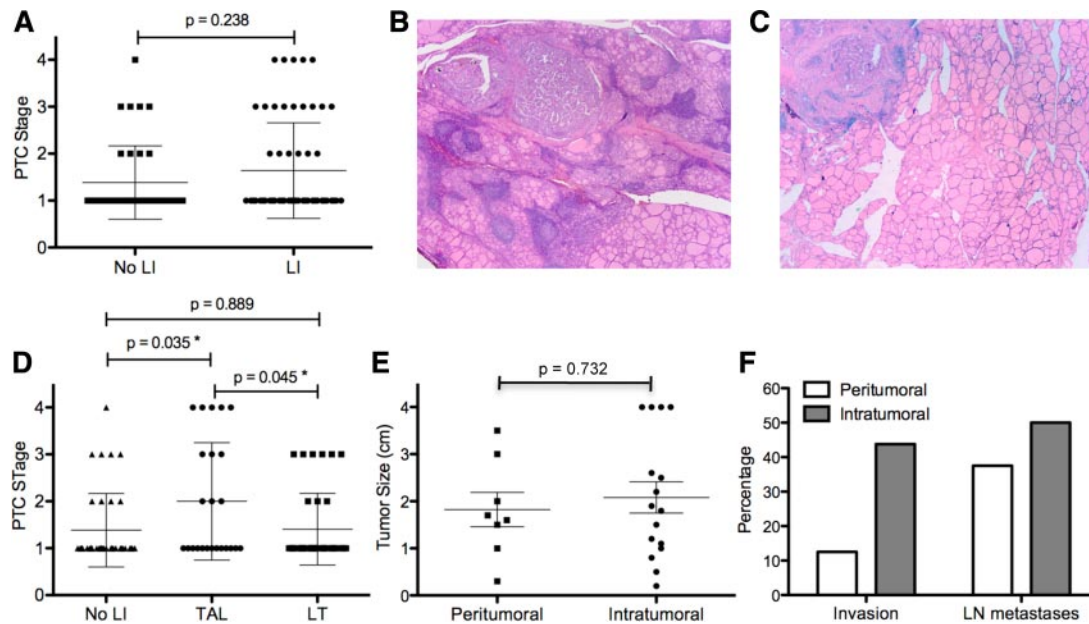 A
p = 0.238
PTC Stage
4
3
2
1
0
No LI
LI
B
C
D
p = 0.889
p = 0.035 *
p = 0.045 *
PTC STage
4
3
2
1
0
No LI
TAL
LT
E
p = 0.732
Tumor Size (cm)
4
3
2
1
0
Peritumoral
Intratumoral
F
Peritumoral
Intratumoral
Percentage
60
50
40
30
20
10
0
Invasion
LN metastases